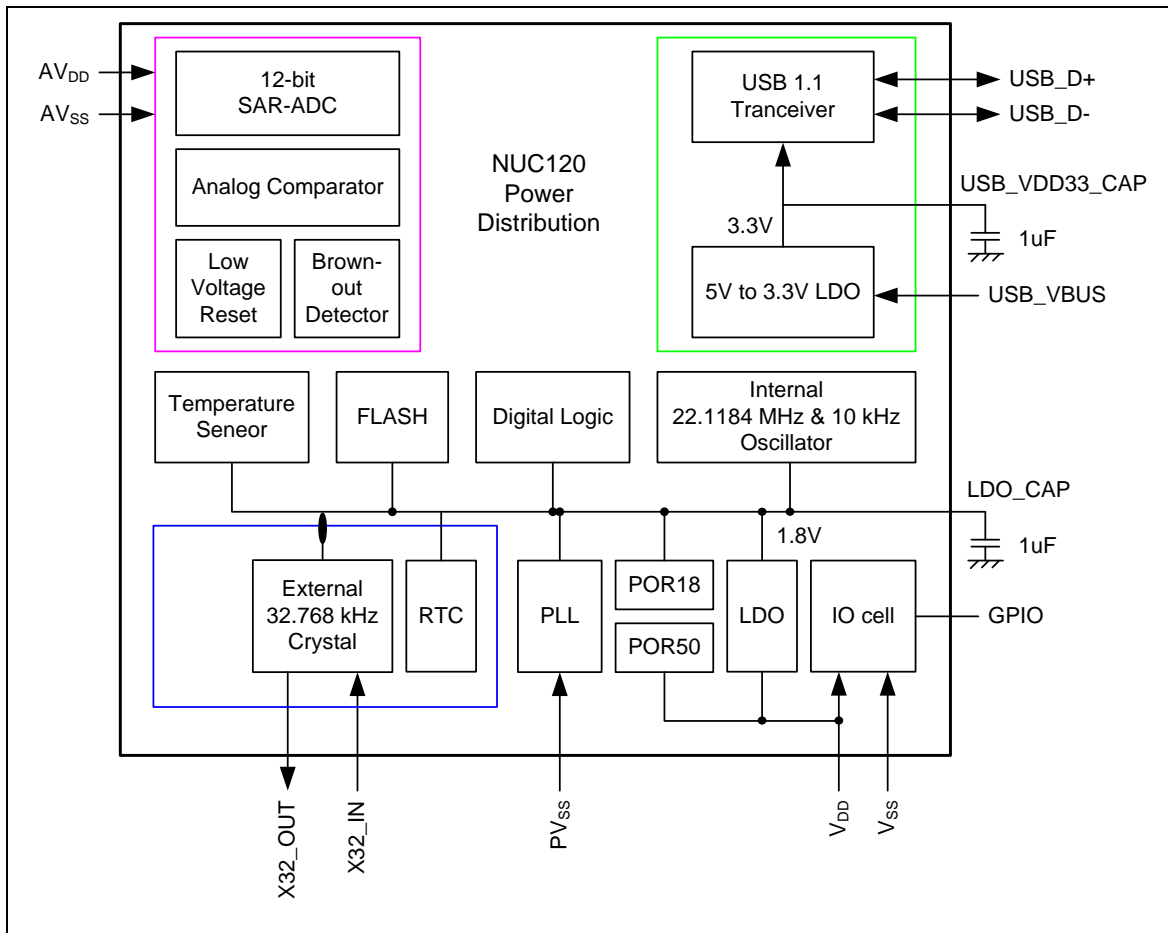 AVDD
AVSS
12-bit
SAR-ADC
Analog Comparator
Low
Voltage
Reset
Brown-
out
Detector
NUC120
Power
Distribution
USB 1.1
Tranceiver
USB_D+
USB_D-
USB_VDD33_CAP
3.3V
1uF
5V to 3.3V LDO
USB_VBUS
Temperature
Seneor
FLASH
Digital Logic
Internal
22.1184 MHz & 10 kHz
Oscillator
LDO_CAP
1.8V
1uF
External
32.768 kHz
Crystal
RTC
PLL
POR18
POR50
LDO
IO cell
GPIO
X32_OUT
X32_IN
PVSS
VDD
VSS